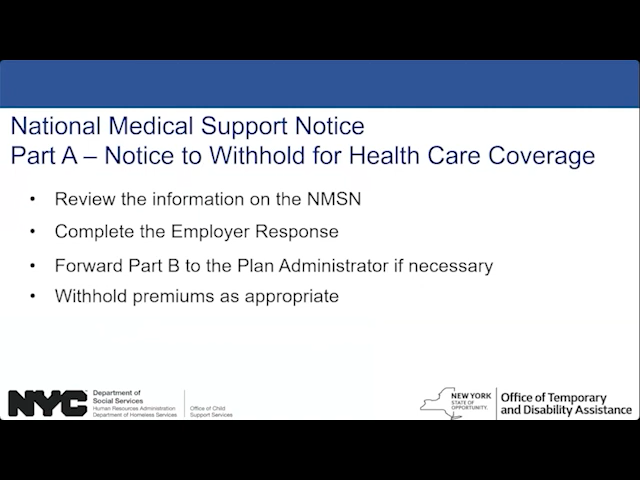 National Medical Support Notice
Part A – Notice to Withhold for Health Care Coverage
• Review the information on the NMSN
• Complete the Employer Response
• Forward Part B to the Plan Administrator if necessary
• Withhold premiums as appropriate
NYC
Department of
Social Services
Human Resources Administration
Department of Homeless Services
Office of Child
Support Services
NEW YORK
STATE OF
OPPORTUNITY.
Office of Temporary
and Disability Assistance